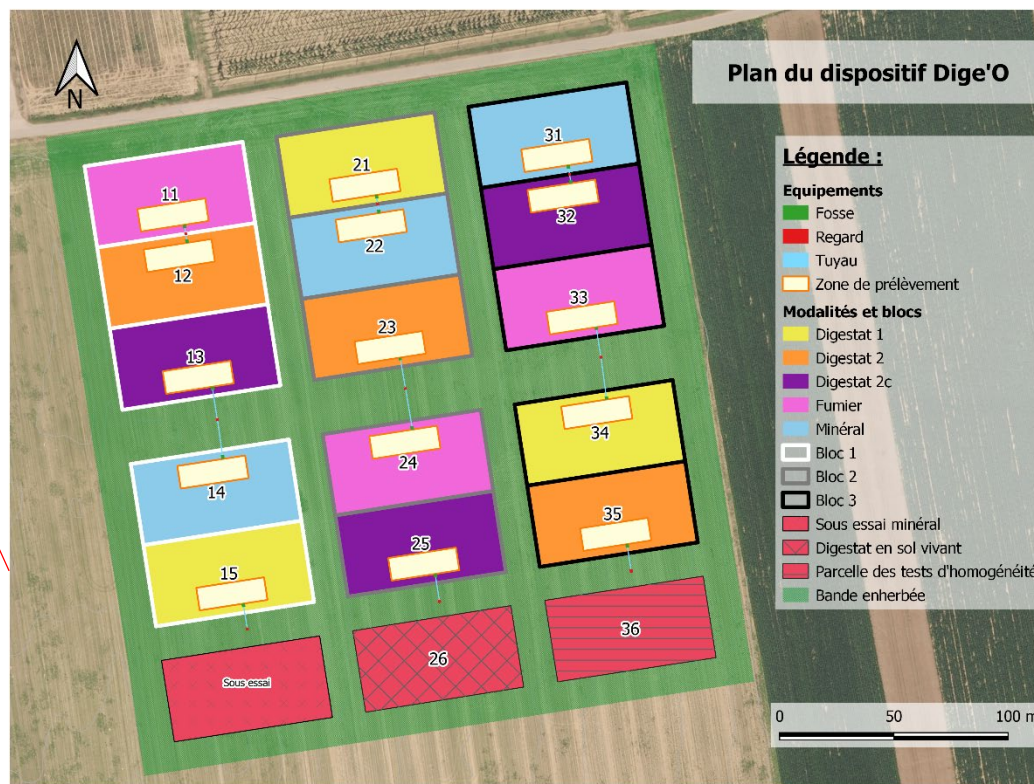 Plan du dispositif Dige'O
N
Légende :
Equipements
Fosse
Regard
Tuyau
Zone de prélèvement
Modalités et blocs
Digestat 1
Digestat 2
Digestat 2c
Fumier
Minéral
Bloc 1
Bloc 2
Bloc 3
Sous essai minéral
Digestat en sol vivant
Parcelle des tests d'homogénéité
Bande enherbée
11
12
13
14
15
Sous essai
21
22
23
24
25
26
31
32
33
34
35
36
0 50 100 m